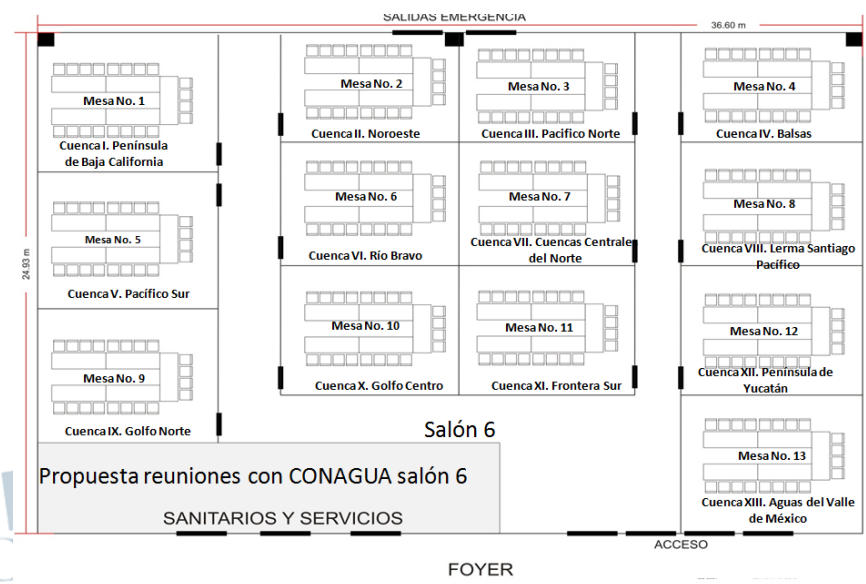 SALIDAS EMERGENCIA
36.60 m
24.93 m
Mesa No. 1
Cuenca I. Península
de Baja California
Mesa No. 2
Cuenca II. Noroeste
Mesa No. 3
Cuenca III. Pacifico Norte
Mesa No. 4
Cuenca IV. Balsas
Mesa No. 5
Cuenca V. Pacífico Sur
Mesa No. 6
Cuenca VI. Río Bravo
Mesa No. 7
Cuenca VII. Cuencas Centrales
del Norte
Mesa No. 8
Cuenca VIII. Lerma Santiago
Pacífico
Mesa No. 9
Cuenca IX. Golfo Norte
Mesa No. 10
Cuenca X. Golfo Centro
Mesa No. 11
Cuenca XI. Frontera Sur
Mesa No. 12
Cuenca XII. Península de
Yucatán
Mesa No. 13
Cuenca XIII. Aguas del Valle
de México
Salón 6
Propuesta reuniones con CONAGUA salón 6
SANITARIOS Y SERVICIOS
ACCESO
FOYER